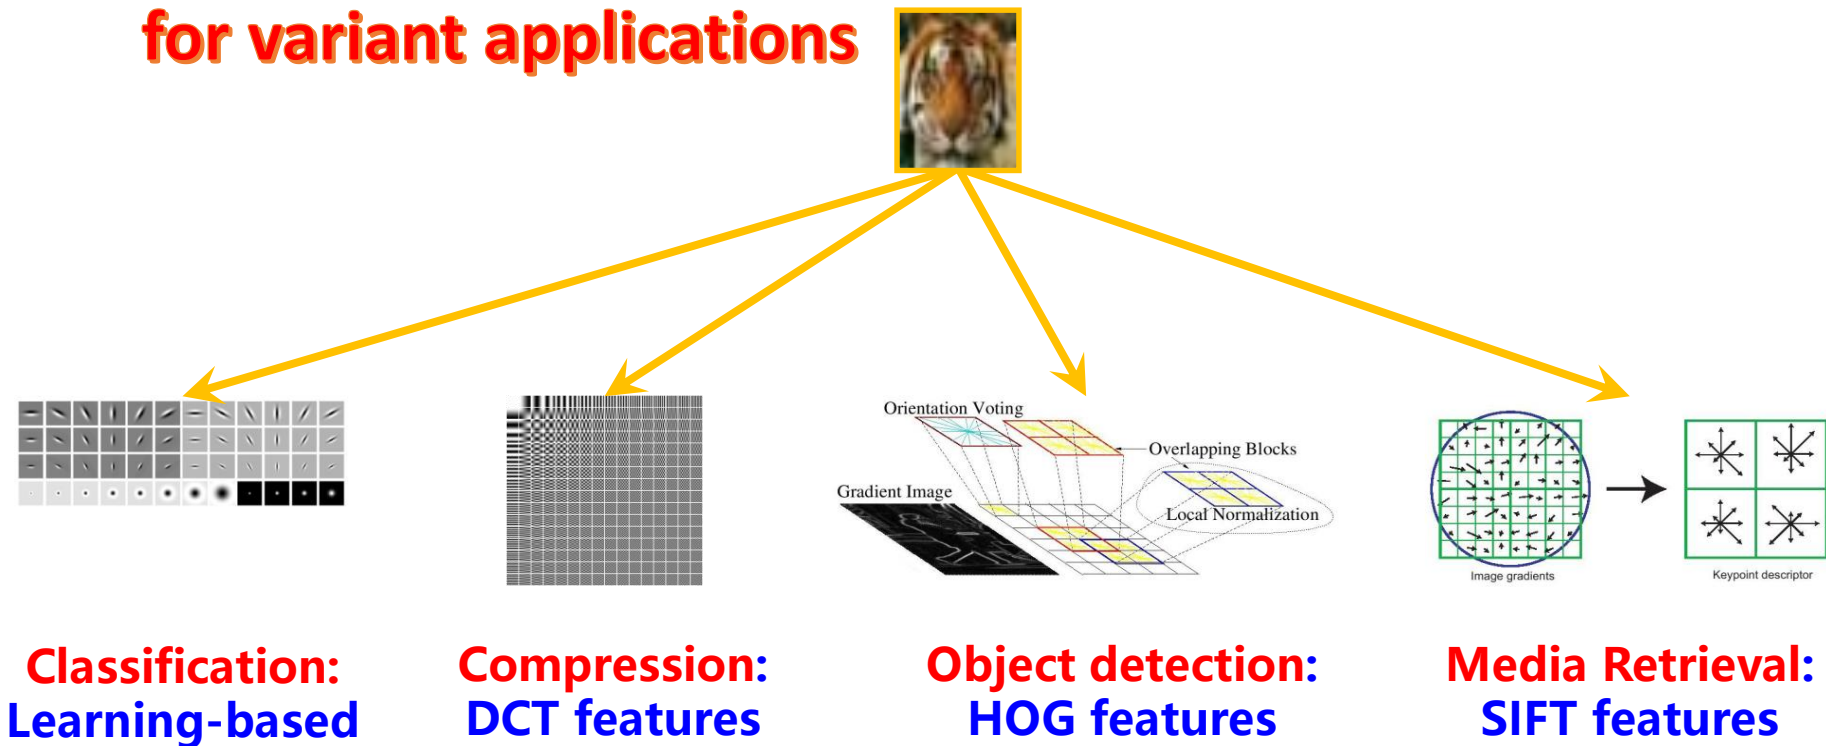 for variant applications
Orientation Voting
Overlapping Blocks
Gradient Image
Local Normalization
Image gradients
Keypoint descriptor
Classification:
Learning-based
Compression:
DCT features
Object detection:
HOG features
Media Retrieval:
SIFT features